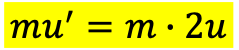 mu′ = m · 2u